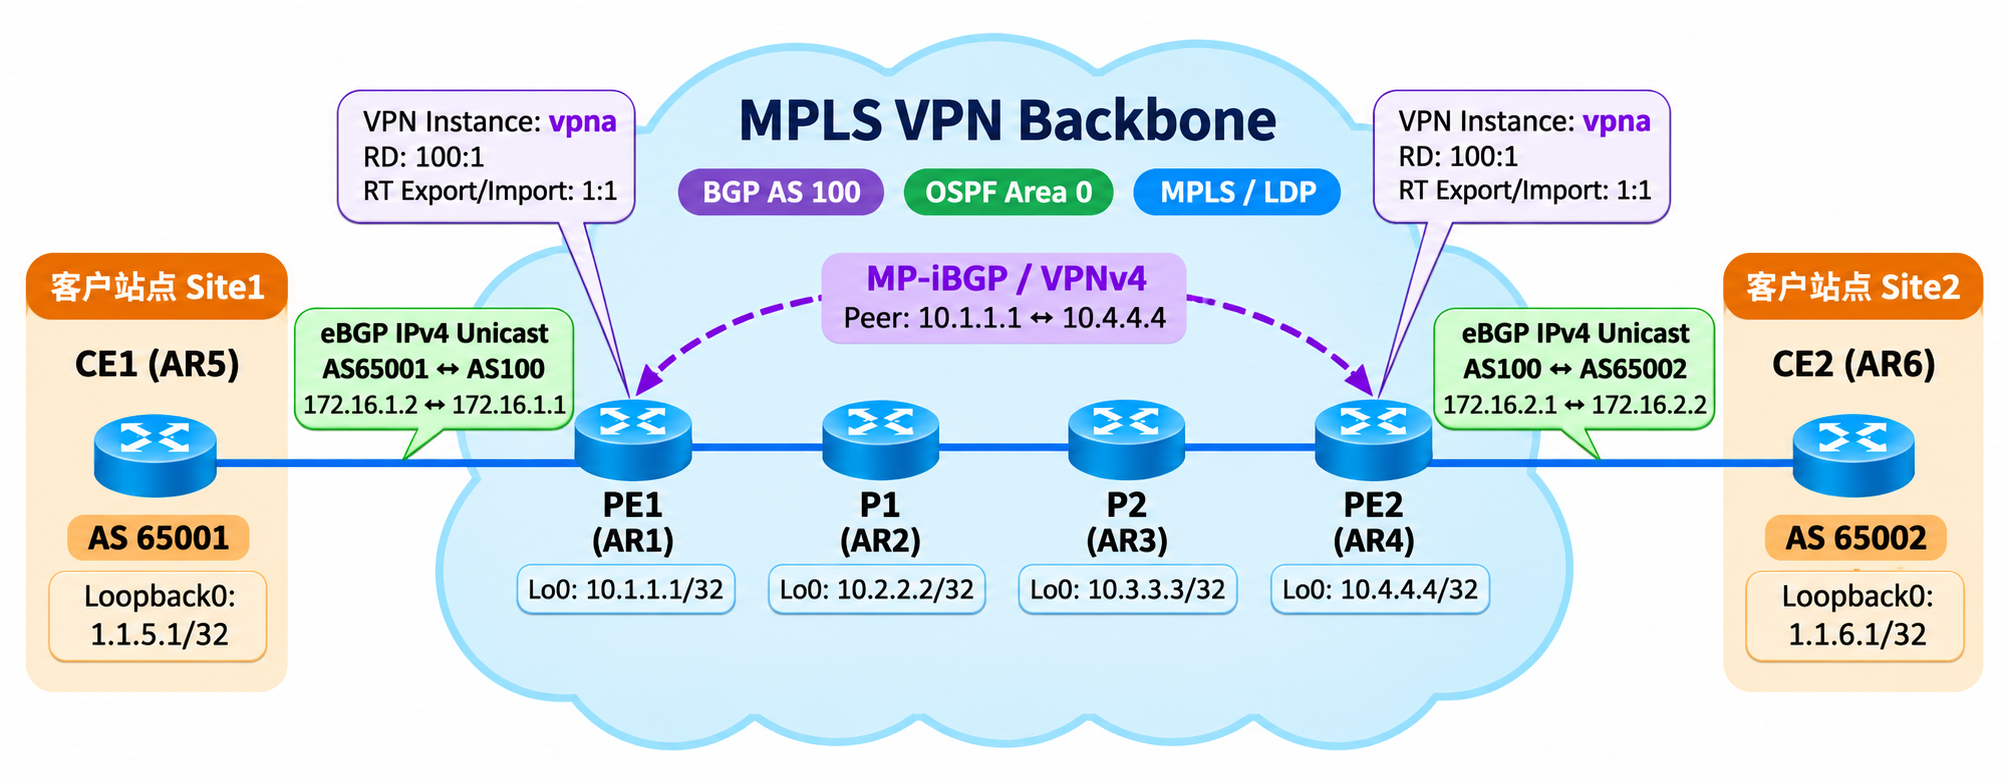 MPLS VPN Backbone
BGP AS 100
OSPF Area 0
MPLS / LDP
VPN Instance: vpna
RD: 100:1
RT Export/Import: 1:1
VPN Instance: vpna
RD: 100:1
RT Export/Import: 1:1
MP-iBGP / VPNv4
Peer: 10.1.1.1 ↔ 10.4.4.4
客户站点 Site1
CE1 (AR5)
AS 65001
Loopback0:
1.1.5.1/32
eBGP IPv4 Unicast
AS65001 ↔ AS100
172.16.1.2 ↔ 172.16.1.1
PE1
(AR1)
Lo0: 10.1.1.1/32
P1
(AR2)
Lo0: 10.2.2.2/32
P2
(AR3)
Lo0: 10.3.3.3/32
PE2
(AR4)
Lo0: 10.4.4.4/32
eBGP IPv4 Unicast
AS100 ↔ AS65002
172.16.2.1 ↔ 172.16.2.2
客户站点 Site2
CE2 (AR6)
AS 65002
Loopback0:
1.1.6.1/32